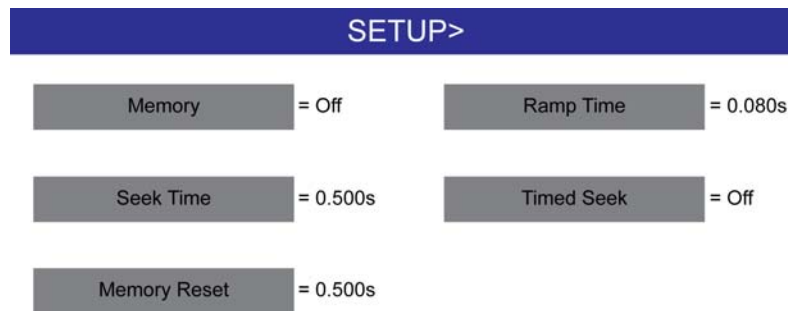 SETUP>
Memory = Off Ramp Time = 0.080s
Seek Time = 0.500s Timed Seek = Off
Memory Reset = 0.500s